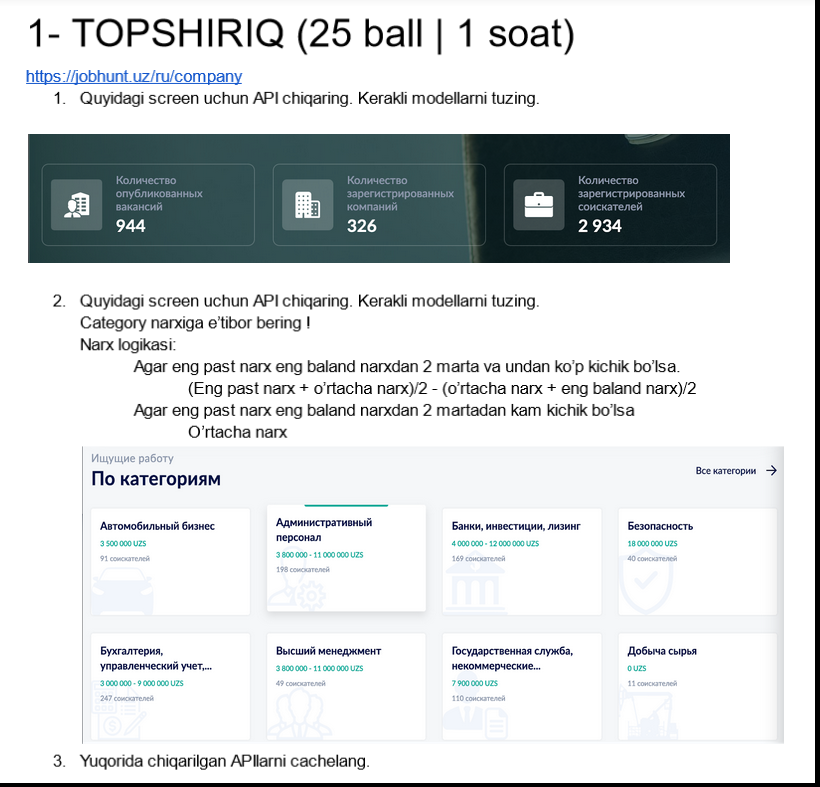 1- TOPSHIRIQ (25 ball | 1 soat)
https://jobhunt.uz/ru/company
1. Quyidagi screen uchun API chiqaring. Kerakli modellarni tuzing.
Количество опубликованных вакансий
944
Количество зарегистрированных компаний
326
Количество зарегистрированных соискателей
2 934
2. Quyidagi screen uchun API chiqaring. Kerakli modellarni tuzing.
Category narxiga e’tibor bering !
Narx logikasi:
Agar eng past narx eng baland narxdan 2 marta va undan ko’p kichik bo’lsa.
(Eng past narx + o’rtacha narx)/2 - (o’rtacha narx + eng baland narx)/2
Agar eng past narx eng baland narxdan 2 martadan kam kichik bo’lsa
O’rtacha narx
Ищущие работу
По категориям
Все категории →
Автомобильный бизнес
3 500 000 UZS
91 соискателей
Административный
персонал
3 800 000 - 11 000 000 UZS
198 соискателей
Банки, инвестиции, лизинг
4 000 000 - 12 000 000 UZS
169 соискателей
Безопасность
18 000 000 UZS
40 соискателей
Бухгалтерия,
управленческий учет,...
3 000 000 - 9 000 000 UZS
247 соискателей
Высший менеджмент
3 800 000 - 11 000 000 UZS
49 соискателей
Государственная служба,
некоммерческие...
7 900 000 UZS
110 соискателей
Добыча сырья
0 UZS
11 соискателей
3. Yuqorida chiqarilgan APIlarni cachelang.